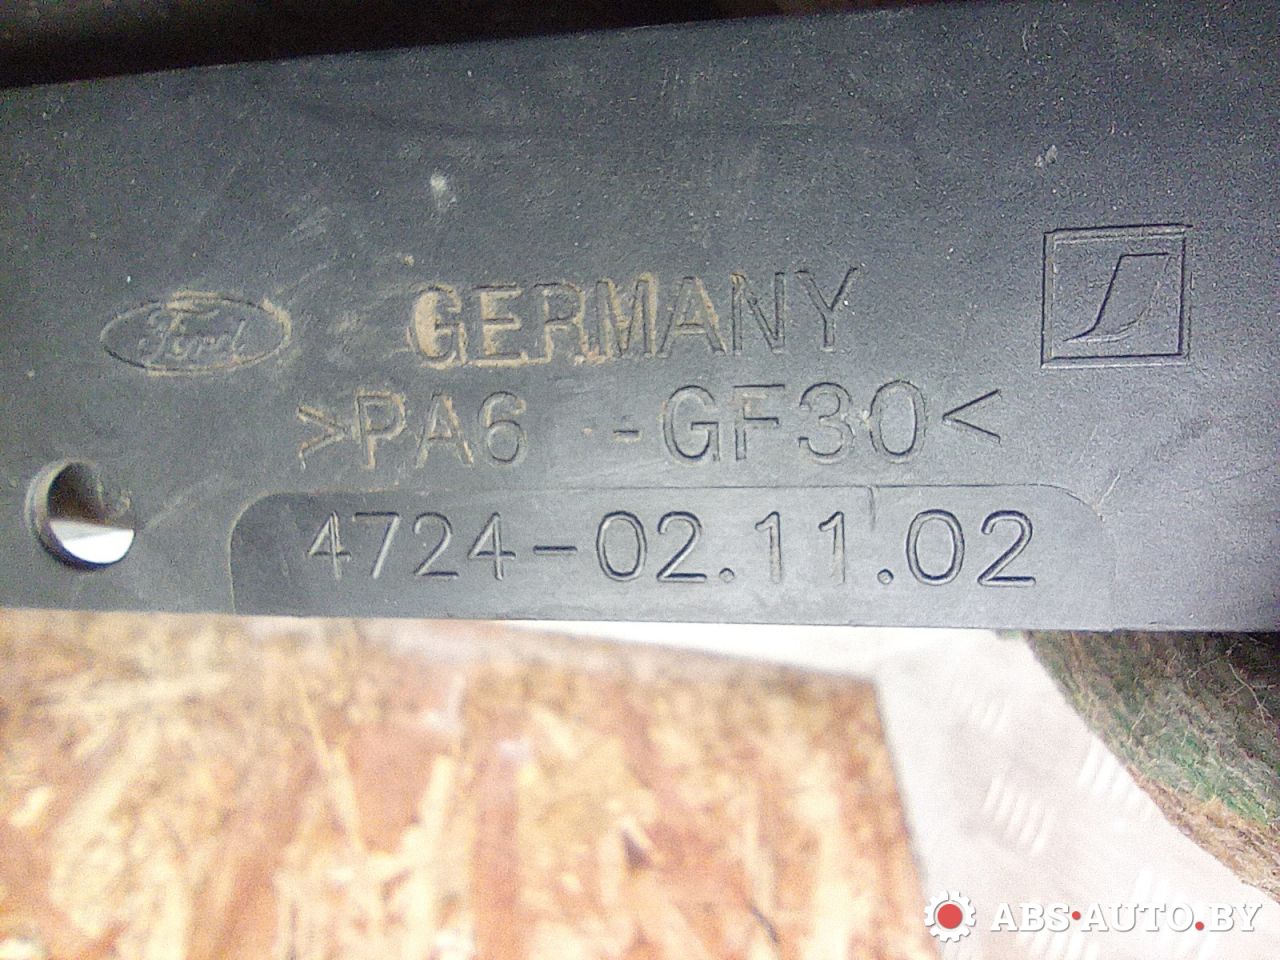 Ford GERMANY
>PA6 -GF30<
4724-02.11.02
ABS·AUTO.BY